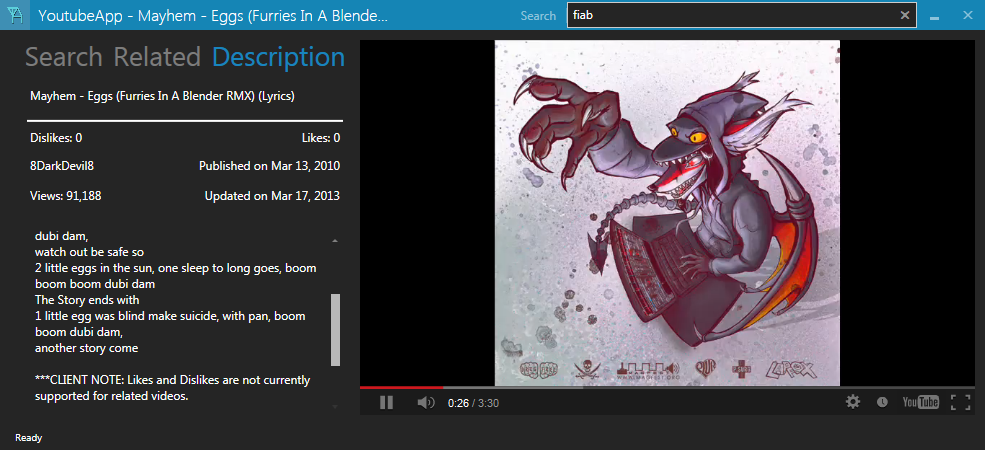 YoutubeApp - Mayhem - Eggs (Furries In A Blende...
Search
fiab
Search Related Description
Mayhem - Eggs (Furries In A Blender RMX) (Lyrics)
Dislikes: 0
Likes: 0
8DarkDevil8
Published on Mar 13, 2010
Views: 91,188
Updated on Mar 17, 2013
dubi dam,
watch out be safe so
2 little eggs in the sun, one sleep to long goes, boom
boom boom dubi dam
The Story ends with
1 little egg was blind make suicide, with pan, boom
boom dubi dam,
another story come
***CLIENT NOTE: Likes and Dislikes are not currently
supported for related videos.
0:26 / 3:30
YouTube
Ready